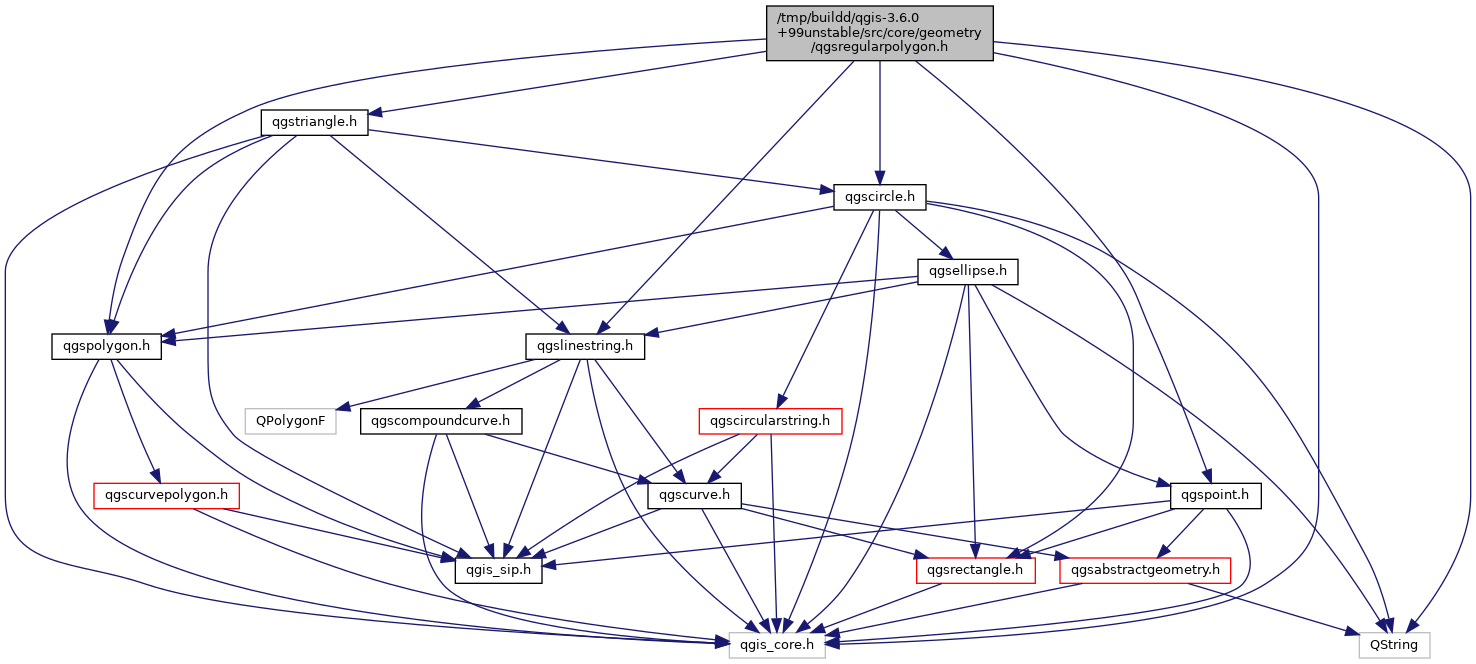 /tmp/buildd/qgis-3.6.0
+99unstable/src/core/geometry
/qgsregularpolygon.h
qgstriangle.h
qgscircle.h
qgsellipse.h
qgspolygon.h
qgslinestring.h
QPolygonF
qgscompoundcurve.h
qgscircularstring.h
qgscurvepolygon.h
qgscurve.h
qgspoint.h
qgis_sip.h
qgsrectangle.h
qgsabstractgeometry.h
qgis_core.h
QString